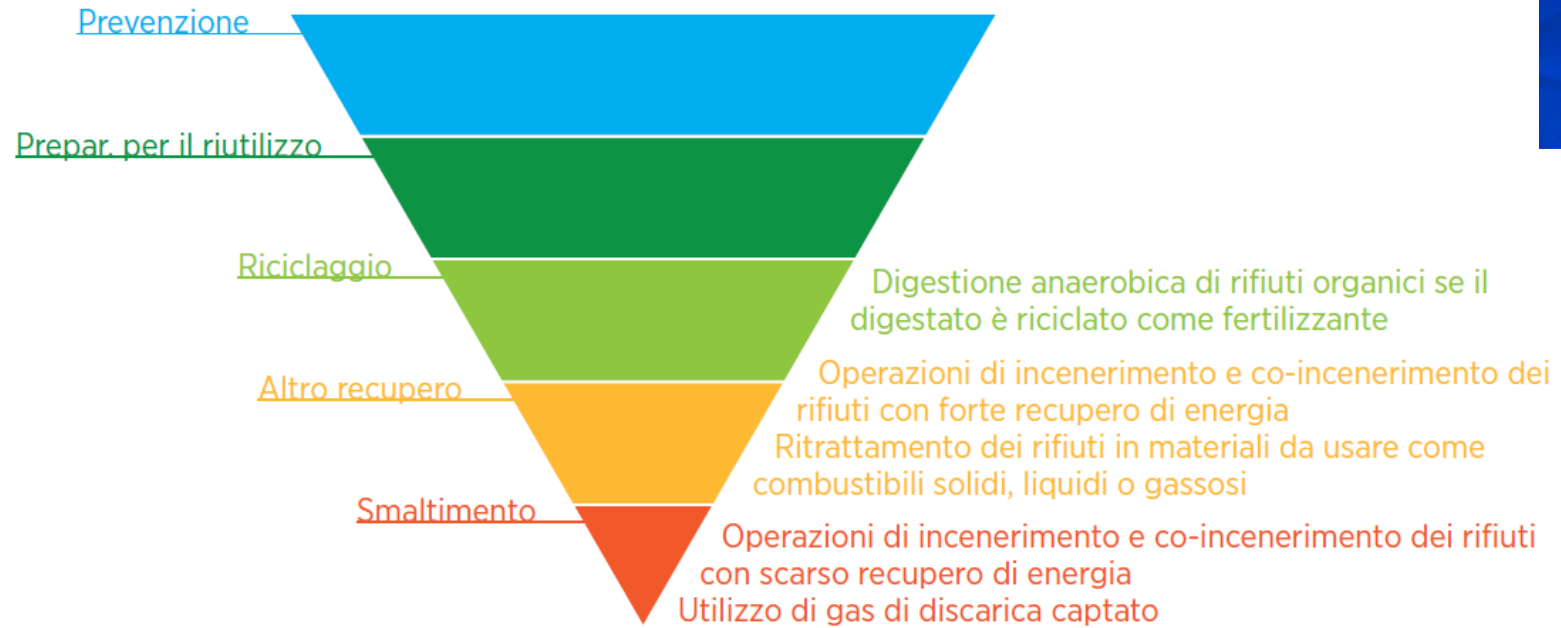 Prevenzione
Prepar. per il riutilizzo
Riciclaggio
Digestione anaerobica di rifiuti organici se il
digestato è riciclato come fertilizzante
Altro recupero
Operazioni di incenerimento e co-incenerimento dei
rifiuti con forte recupero di energia
Ritrattamento dei rifiuti in materiali da usare come
combustibili solidi, liquidi o gassosi
Smaltimento
Operazioni di incenerimento e co-incenerimento dei rifiuti
con scarso recupero di energia
Utilizzo di gas di discarica captato